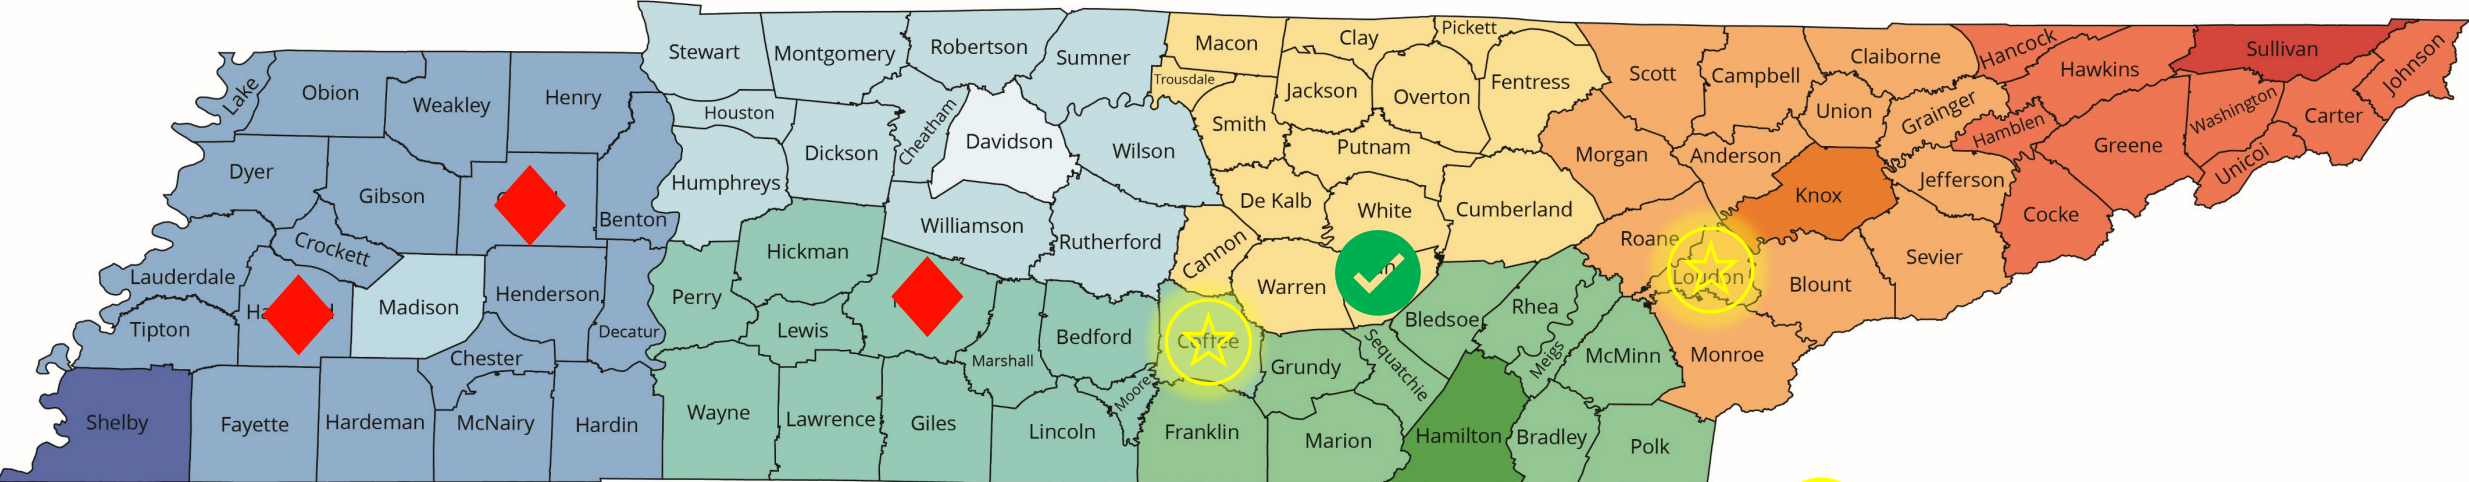 Stewart
Montgomery
Robertson
Sumner
Macon
Clay
Pickett
Trousdale
Jackson
Overton
Fentress
Scott
Campbell
Claiborne
Hancock
Hawkins
Sullivan
Johnson
Lake
Obion
Weakley
Henry
Houston
Cheatham
Davidson
Wilson
Smith
Putnam
Morgan
Anderson
Union
Grainger
Hamblen
Greene
Washington
Carter
Unicoi
Dyer
Gibson
Benton
Humphreys
Dickson
Williamson
Rutherford
De Kalb
White
Cumberland
Roane
Knox
Jefferson
Cocke
Sevier
Lauderdale
Crockett
Madison
Henderson
Decatur
Perry
Hickman
Lewis
Marshall
Bedford
Cannon
Coffee
Warren
Bledsoe
Rhea
Meigs
McMinn
Loudon
Blount
Monroe
Tipton
Chester
Shelby
Fayette
Hardeman
McNairy
Hardin
Wayne
Lawrence
Giles
Lincoln
Moore
Franklin
Grundy
Sequatchie
Marion
Hamilton
Bradley
Polk